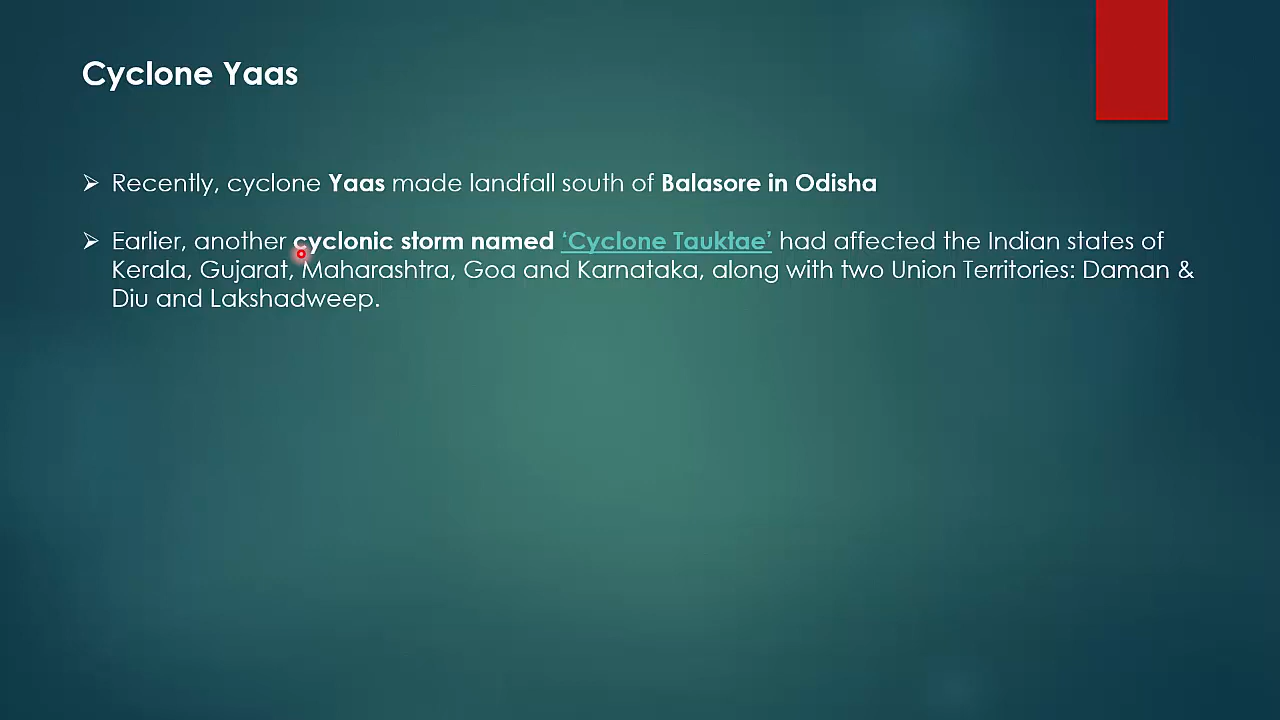 Cyclone Yaas
Recently, cyclone Yaas made landfall south of Balasore in Odisha
Earlier, another cyclonic storm named ‘Cyclone Tauktae’ had affected the Indian states of
Kerala, Gujarat, Maharashtra, Goa and Karnataka, along with two Union Territories: Daman &
Diu and Lakshadweep.